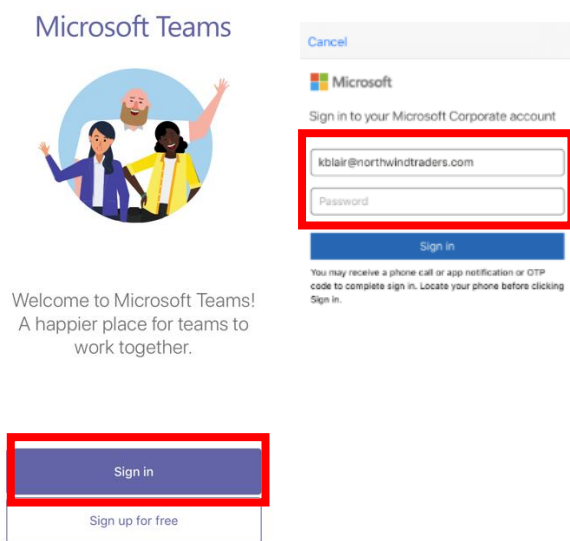 Microsoft Teams
Welcome to Microsoft Teams!
A happier place for teams to
work together.
Sign in
Sign up for free
Cancel
Microsoft
Sign in to your Microsoft Corporate account
kblair@northwindtraders.com
Password
Sign in
You may receive a phone call or app notification or OTP
code to complete sign in. Locate your phone before clicking
Sign in.